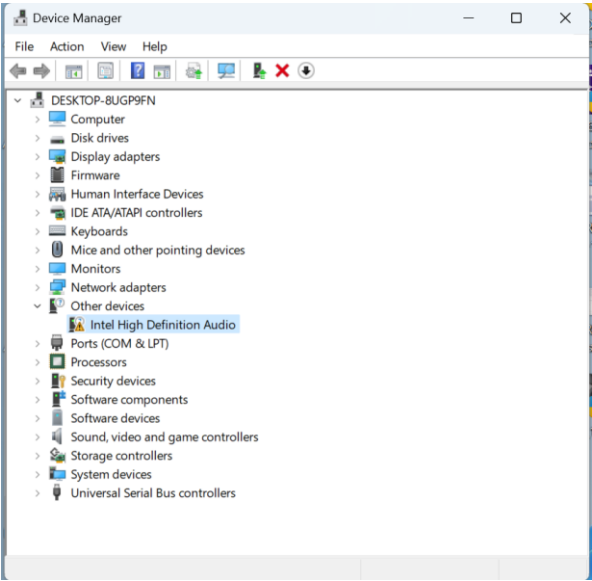 Device Manager
File Action View Help
DESKTOP-8UGP9FN
Computer
Disk drives
Display adapters
Firmware
Human Interface Devices
IDE ATA/ATAPI controllers
Keyboards
Mice and other pointing devices
Monitors
Network adapters
Other devices
Intel High Definition Audio
Ports (COM & LPT)
Processors
Security devices
Software components
Software devices
Sound, video and game controllers
Storage controllers
System devices
Universal Serial Bus controllers